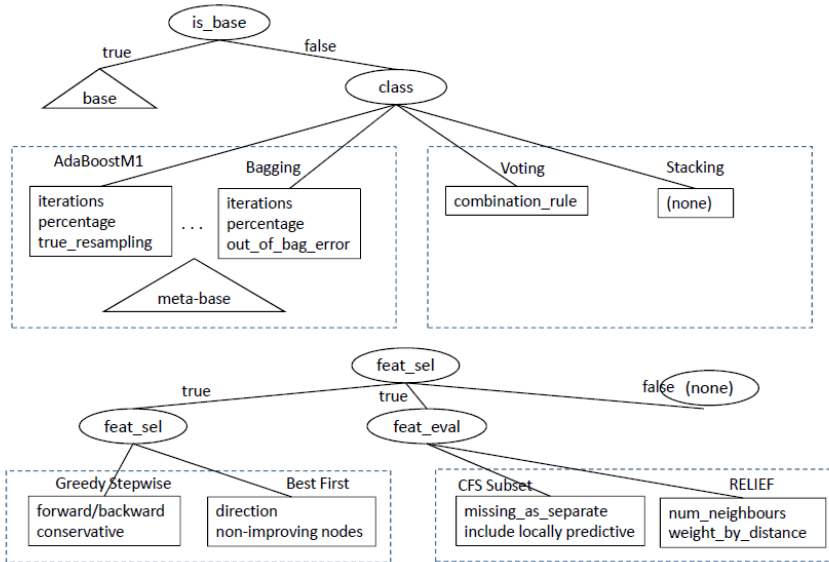 is_base
true
false
base
class
AdaBoostM1
Bagging
Voting
Stacking
iterations
percentage
true_resampling
. . .
iterations
percentage
out_of_bag_error
combination_rule
(none)
meta-base
feat_sel
true
true
false
(none)
feat_sel
feat_eval
Greedy Stepwise
Best First
CFS Subset
RELIEF
forward/backward
conservative
direction
non-improving nodes
missing_as_separate
include locally predictive
num_neighbours
weight_by_distance